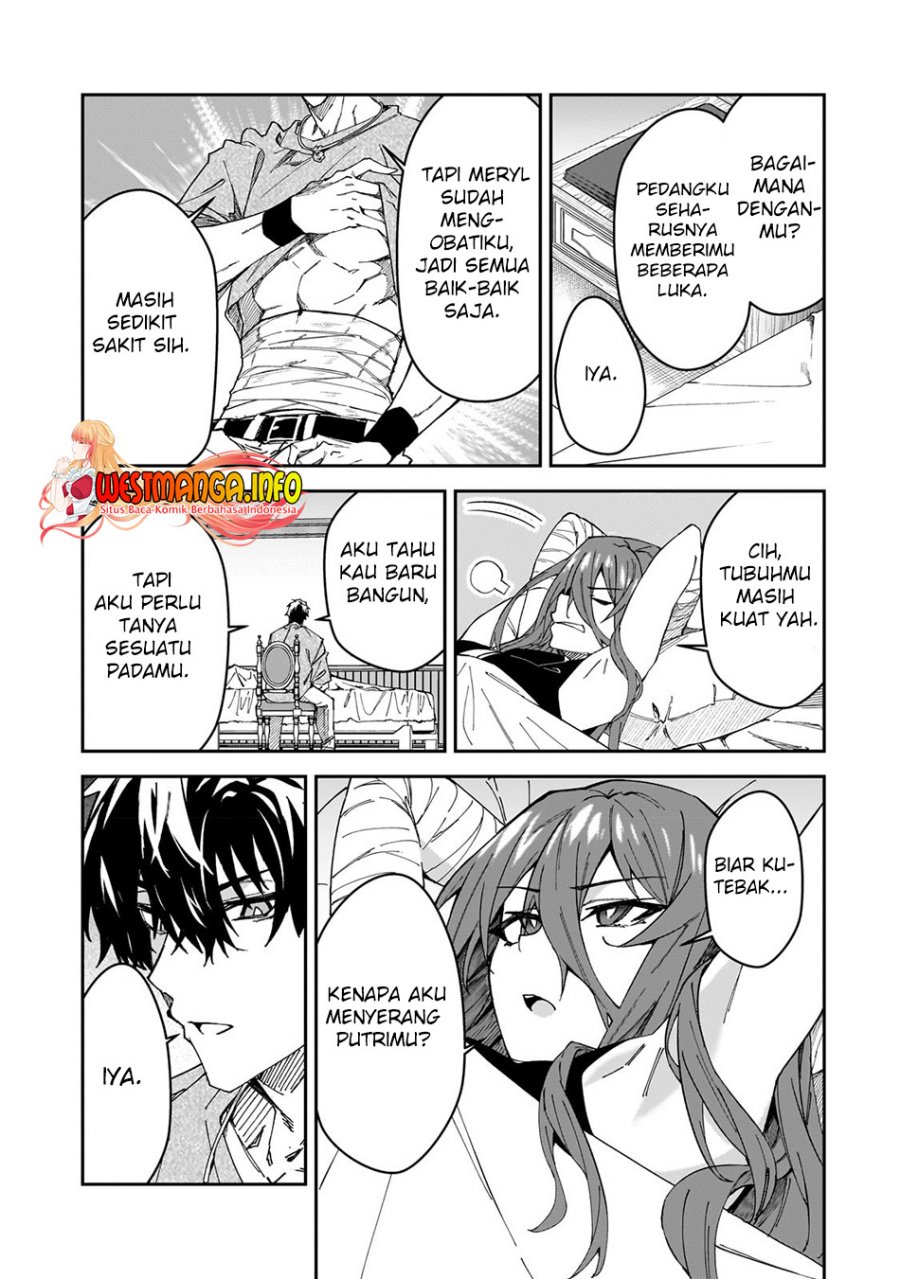 BAGAI-
MANA
DENGAN-
MU?
PEDANGKU
SEHA-
RUSNYA
MEMBERIMU
BEBERAPA
LUKA.
IYA.
TAPI MERYL
SUDAH
MENG-
OBATIKU,
JADI SEMUA
BAIK-BAIK
SAJA.
MASIH
SEDIKIT
SAKIT SIH.
WESTMANGA.INFO
Situs Baca Komik Berbahasa Indonesia
CIH,
TUBUHMU
MASIH
KUAT YAH.
AKU TAHU
KAU BARU
BANGUN,
TAPI
AKU PERLU
TANYA
SESUATU
PADAMU.
BIAR KU-
TEBAK...
KENAPA AKU
MENYERANG
PUTRIMU?
IYA.